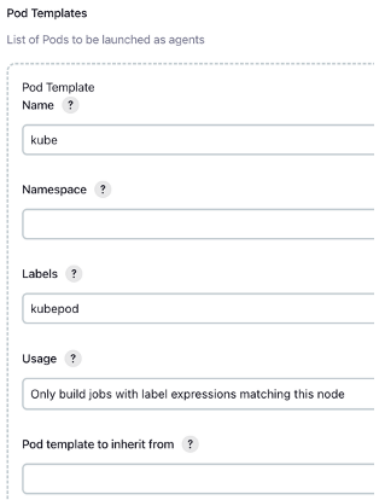 Pod Templates
List of Pods to be launched as agents
Pod Template
Name ?
kube
Namespace ?
Labels ?
kubepod
Usage ?
Only build jobs with label expressions matching this node
Pod template to inherit from ?